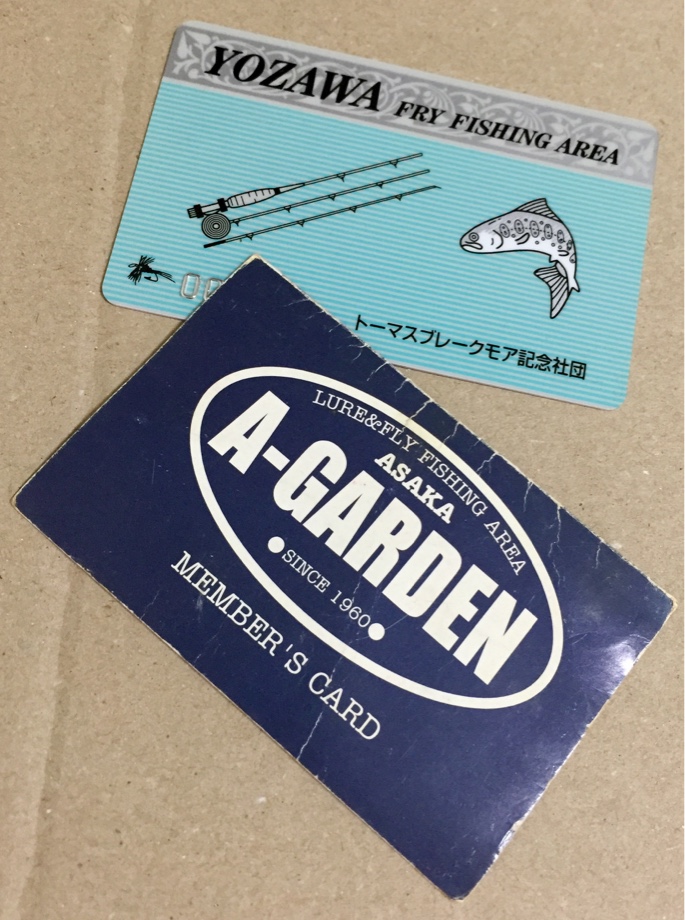 YOZAWA FRY FISHING AREA
00
トーマスブレークモア記念社団
LURE&FLY FISHING AREA
ASAKA
A-GARDEN
SINCE 1960
MEMBER'S CARD